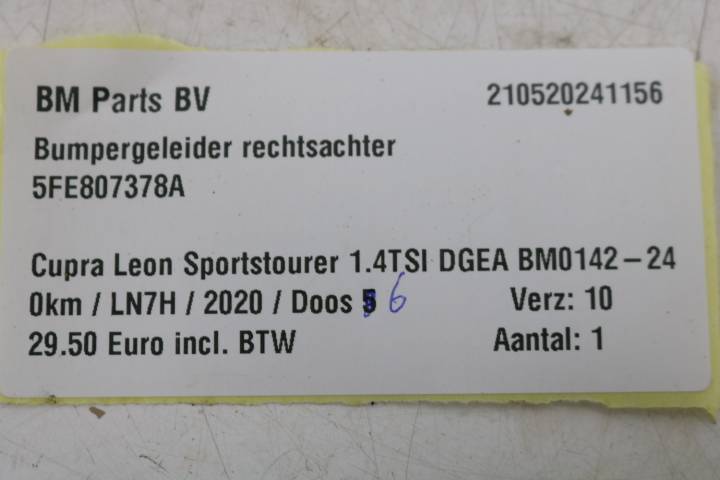 BM Parts BV 210520241156
Bumpergeleider rechtsachter
5FE807378A
Cupra Leon Sportstourer 1.4TSI DGEA BM0142-24
0km / LN7H / 2020 / Doos 5 6 Verz: 10
29.50 Euro incl. BTW Aantal: 1